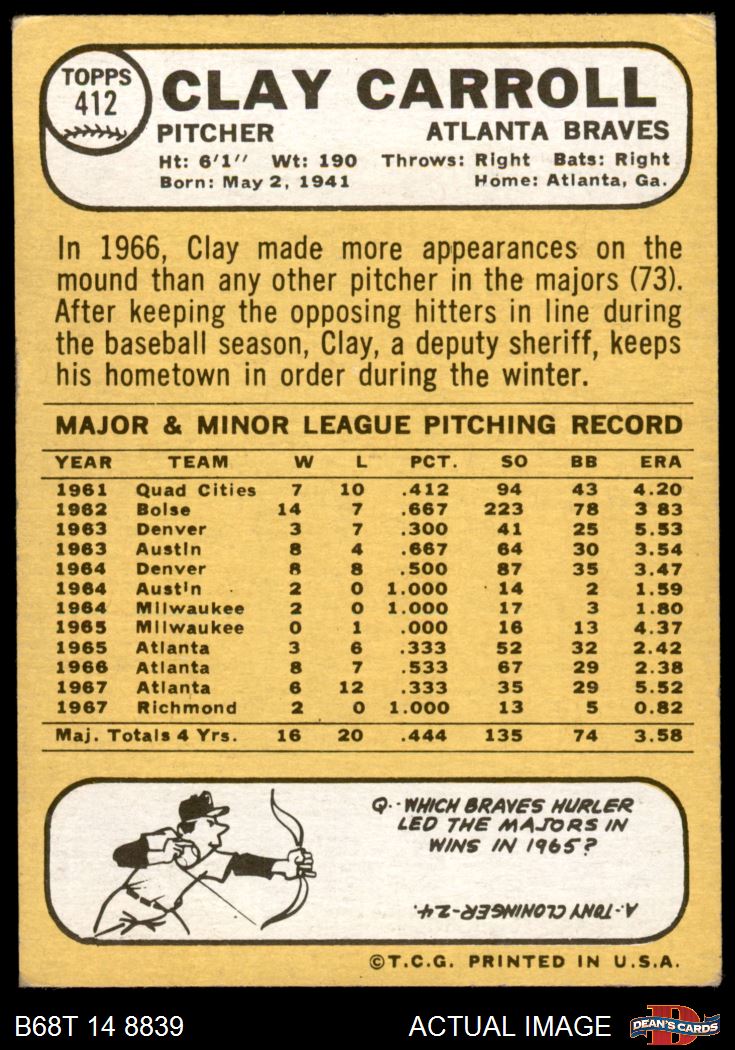 TOPPS
412
CLAY CARROLL
PITCHER ATLANTA BRAVES
Ht: 6'1" Wt: 190 Throws: Right Bats: Right
Born: May 2, 1941 Home: Atlanta, Ga.
In 1966, Clay made more appearances on the
mound than any other pitcher in the majors (73).
After keeping the opposing hitters in line during
the baseball season, Clay, a deputy sheriff, keeps
his hometown in order during the winter.
MAJOR & MINOR LEAGUE PITCHING RECORD
YEAR TEAM W L PCT. SO BB ERA
1961 Quad Cities 7 10 .412 94 43 4.20
1962 Boise 14 7 .667 223 78 3 83
1963 Denver 3 7 .300 41 25 5.53
1963 Austin 8 4 .667 64 30 3.54
1964 Denver 8 8 .500 87 35 3.47
1964 Austin 2 0 1.000 14 2 1.59
1964 Milwaukee 2 0 1.000 17 3 1.80
1965 Milwaukee 0 1 .000 16 13 4.37
1965 Atlanta 3 6 .333 52 32 2.42
1966 Atlanta 8 7 .533 67 29 2.38
1967 Atlanta 6 12 .333 35 29 5.52
1967 Richmond 2 0 1.000 13 5 0.82
Maj. Totals 4 Yrs. 16 20 .444 135 74 3.58
Q--WHICH BRAVES HURLER
LED THE MAJORS IN
WINS IN 1965?
A-TONY CLONINGER-24.
©T.C.G. PRINTED IN U.S.A.
B68T 14 8839 ACTUAL IMAGE
D
DEAN'S CARDS